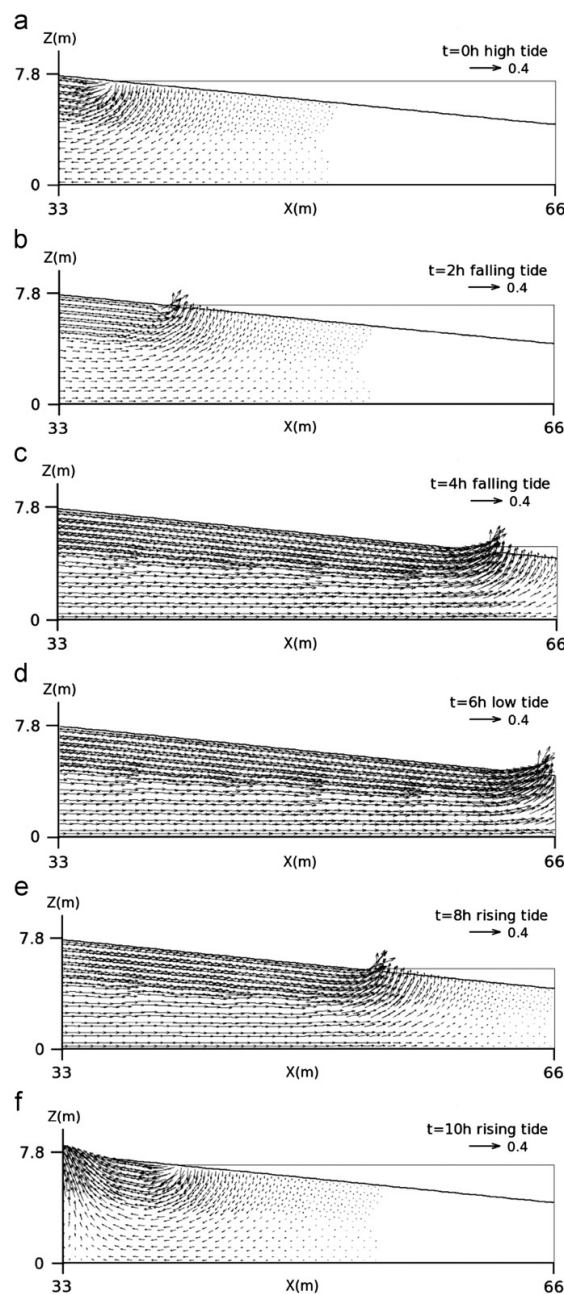 a
Z(m)
t=0h high tide
7.8
0.4
0
33
X(m)
66
b
Z(m)
t=2h falling tide
7.8
0.4
0
33
X(m)
66
c
Z(m)
t=4h falling tide
7.8
0.4
0
33
X(m)
66
d
Z(m)
t=6h low tide
7.8
0.4
0
33
X(m)
66
e
Z(m)
t=8h rising tide
7.8
0.4
0
33
X(m)
66
f
Z(m)
t=10h rising tide
7.8
0.4
0
33
X(m)
66